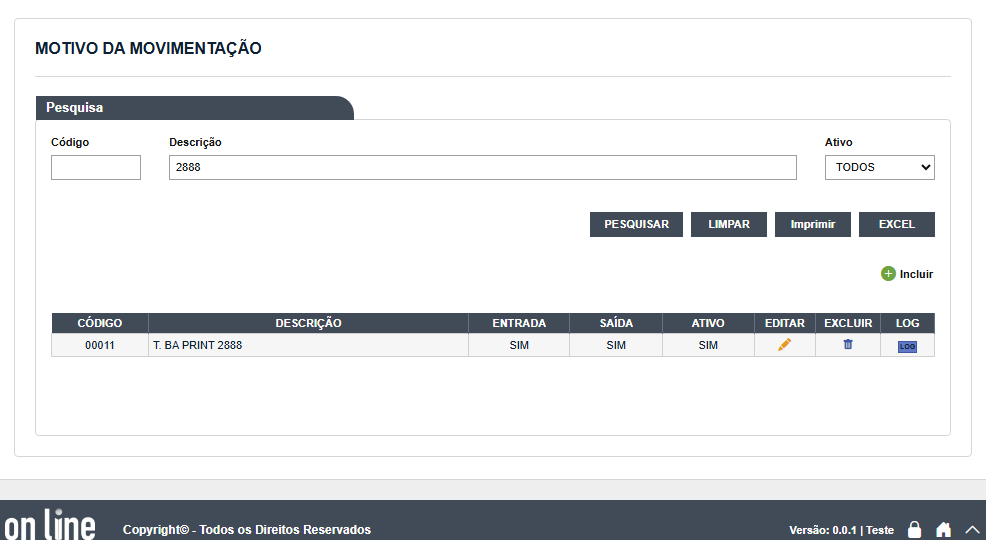 MOTIVO DA MOVIMENTAÇÃO
Pesquisa
Código Descrição Ativo
2888 TODOS
PESQUISAR LIMPAR Imprimir EXCEL
Incluir
CÓDIGO DESCRIÇÃO ENTRADA SAÍDA ATIVO EDITAR EXCLUIR LOG
00011 T. BA PRINT 2888 SIM SIM SIM LOG
on line Copyright© - Todos os Direitos Reservados Versão: 0.0.1 | Teste